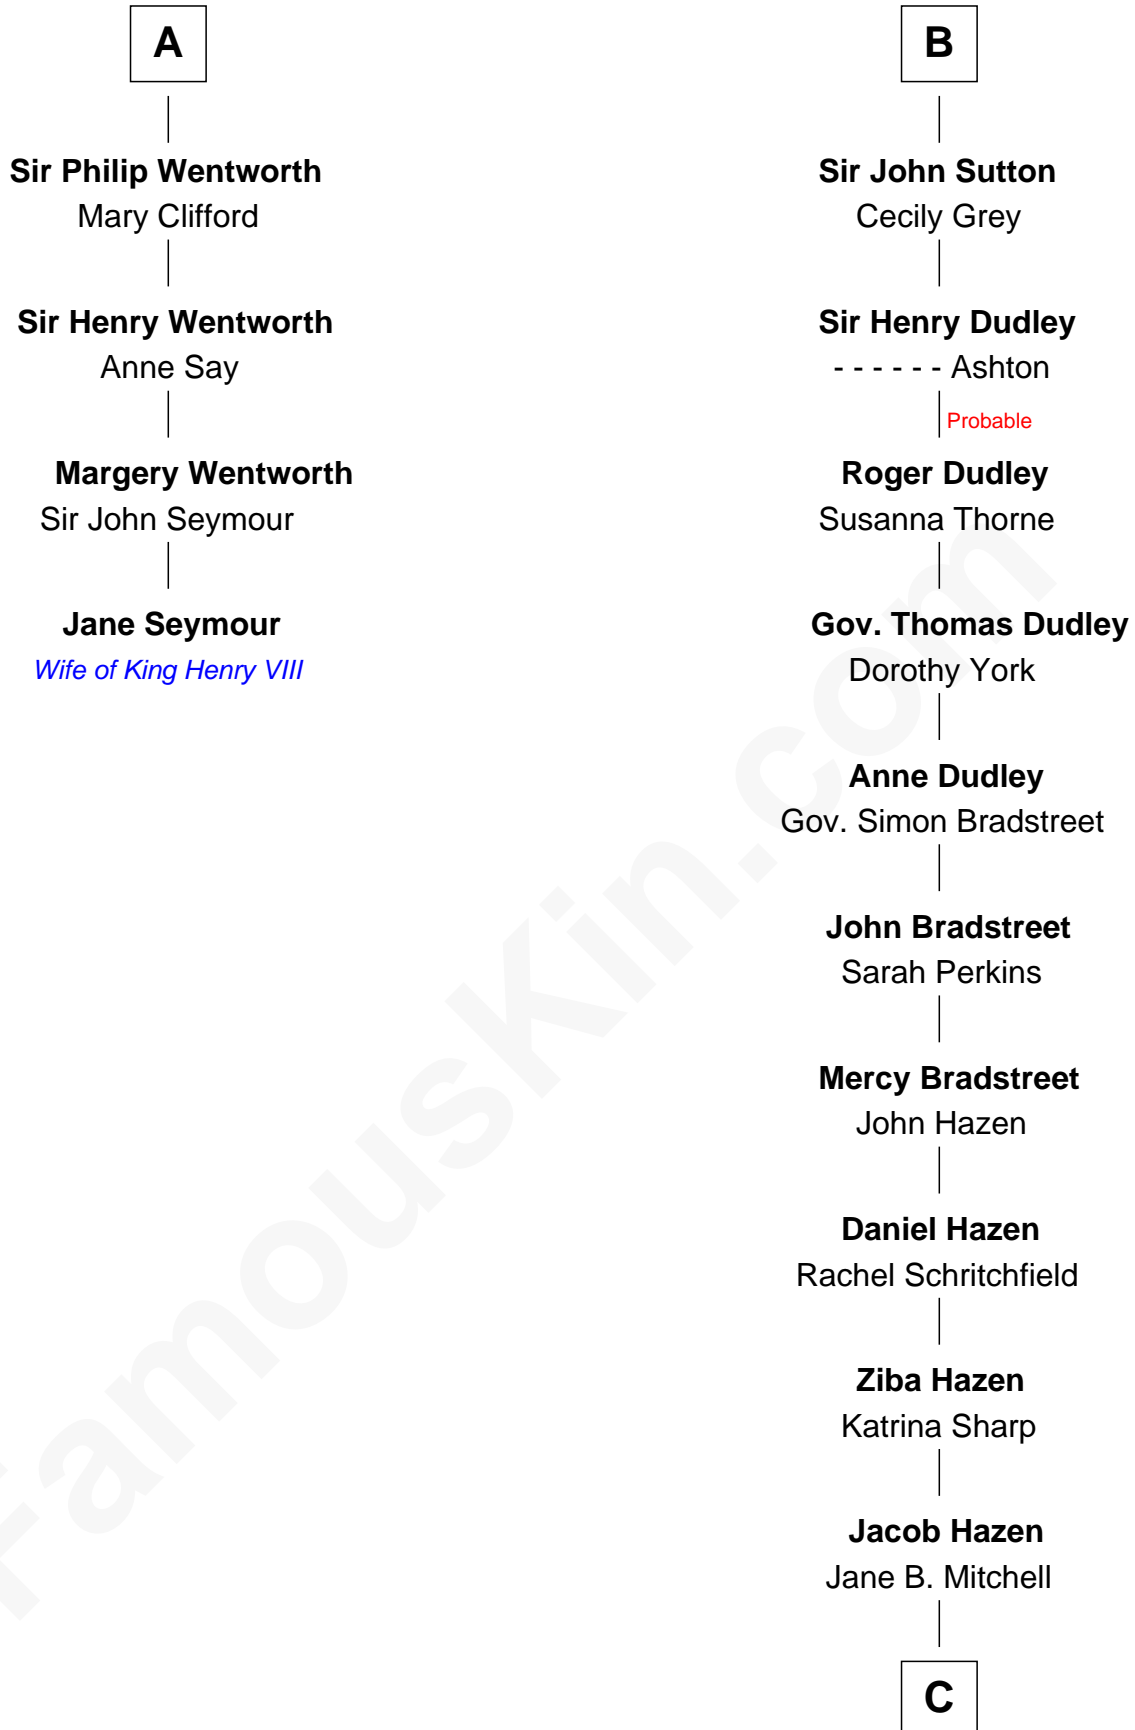 A
Sir Philip Wentworth
Mary Clifford
Sir Henry Wentworth
Anne Say
Margery Wentworth
Sir John Seymour
Jane Seymour
Wife of King Henry VIII
B
Sir John Sutton
Cecily Grey
Sir Henry Dudley
- - - - - - Ashton
Probable
Roger Dudley
Susanna Thorne
Gov. Thomas Dudley
Dorothy York
Anne Dudley
Gov. Simon Bradstreet
John Bradstreet
Sarah Perkins
Mercy Bradstreet
John Hazen
Daniel Hazen
Rachel Schritchfield
Ziba Hazen
Katrina Sharp
Jacob Hazen
Jane B. Mitchell
C
FamousKin.com